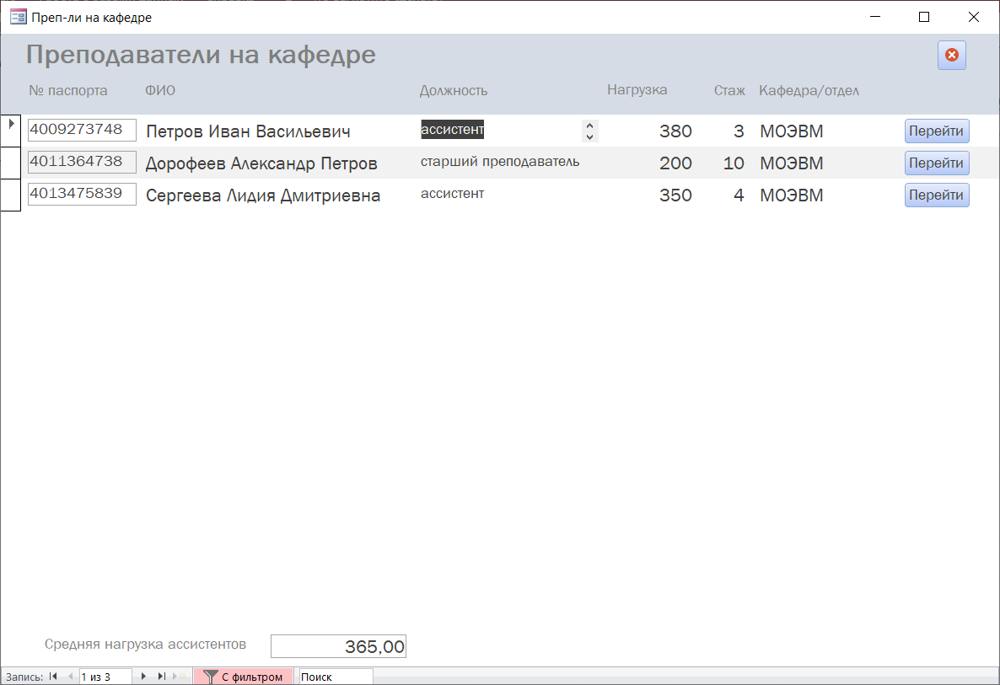 Преп-ли на кафедре
Преподаватели на кафедре
№ паспорта ФИО Должность Нагрузка Стаж Кафедра/отдел
4009273748 Петров Иван Васильевич ассистент 380 3 МОЭВМ Перейти
4011364738 Дорофеев Александр Петров старший преподаватель 200 10 МОЭВМ Перейти
4013475839 Сергеева Лидия Дмитриевна ассистент 350 4 МОЭВМ Перейти
Средняя нагрузка ассистентов 365,00
Запись: 1 из 3 С фильтром Поиск